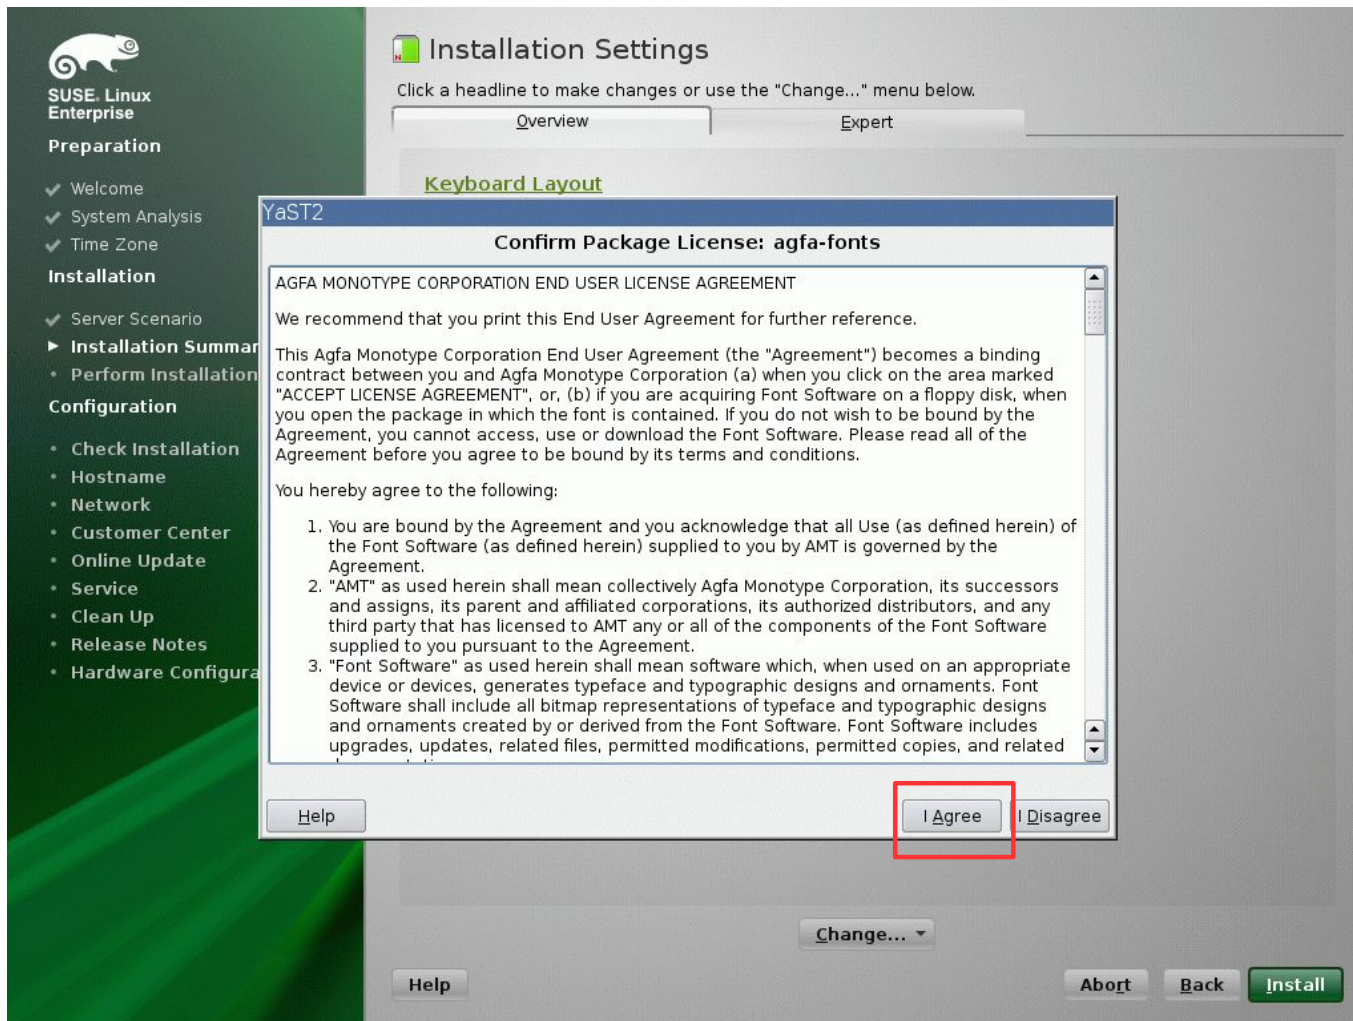 SUSE. Linux
Enterprise
Preparation
Welcome
System Analysis
Time Zone
Installation
Server Scenario
Installation Summar
Perform Installation
Configuration
Check Installation
Hostname
Network
Customer Center
Online Update
Service
Clean Up
Release Notes
Hardware Configura
Installation Settings
Click a headline to make changes or use the "Change..." menu below.
Overview
Expert
Keyboard Layout
YaST2
Confirm Package License: agfa-fonts
AGFA MONOTYPE CORPORATION END USER LICENSE AGREEMENT
We recommend that you print this End User Agreement for further reference.
This Agfa Monotype Corporation End User Agreement (the "Agreement") becomes a binding
contract between you and Agfa Monotype Corporation (a) when you click on the area marked
"ACCEPT LICENSE AGREEMENT", or, (b) if you are acquiring Font Software on a floppy disk, when
you open the package in which the font is contained. If you do not wish to be bound by the
Agreement, you cannot access, use or download the Font Software. Please read all of the
Agreement before you agree to be bound by its terms and conditions.
You hereby agree to the following:
1. You are bound by the Agreement and you acknowledge that all Use (as defined herein) of
the Font Software (as defined herein) supplied to you by AMT is governed by the
Agreement.
2. "AMT" as used herein shall mean collectively Agfa Monotype Corporation, its successors
and assigns, its parent and affiliated corporations, its authorized distributors, and any
third party that has licensed to AMT any or all of the components of the Font Software
supplied to you pursuant to the Agreement.
3. "Font Software" as used herein shall mean software which, when used on an appropriate
device or devices, generates typeface and typographic designs and ornaments. Font
Software shall include all bitmap representations of typeface and typographic designs
and ornaments created by or derived from the Font Software. Font Software includes
upgrades, updates, related files, permitted modifications, permitted copies, and related
Help
I Agree
I Disagree
Change...
Help
Abort
Back
Install